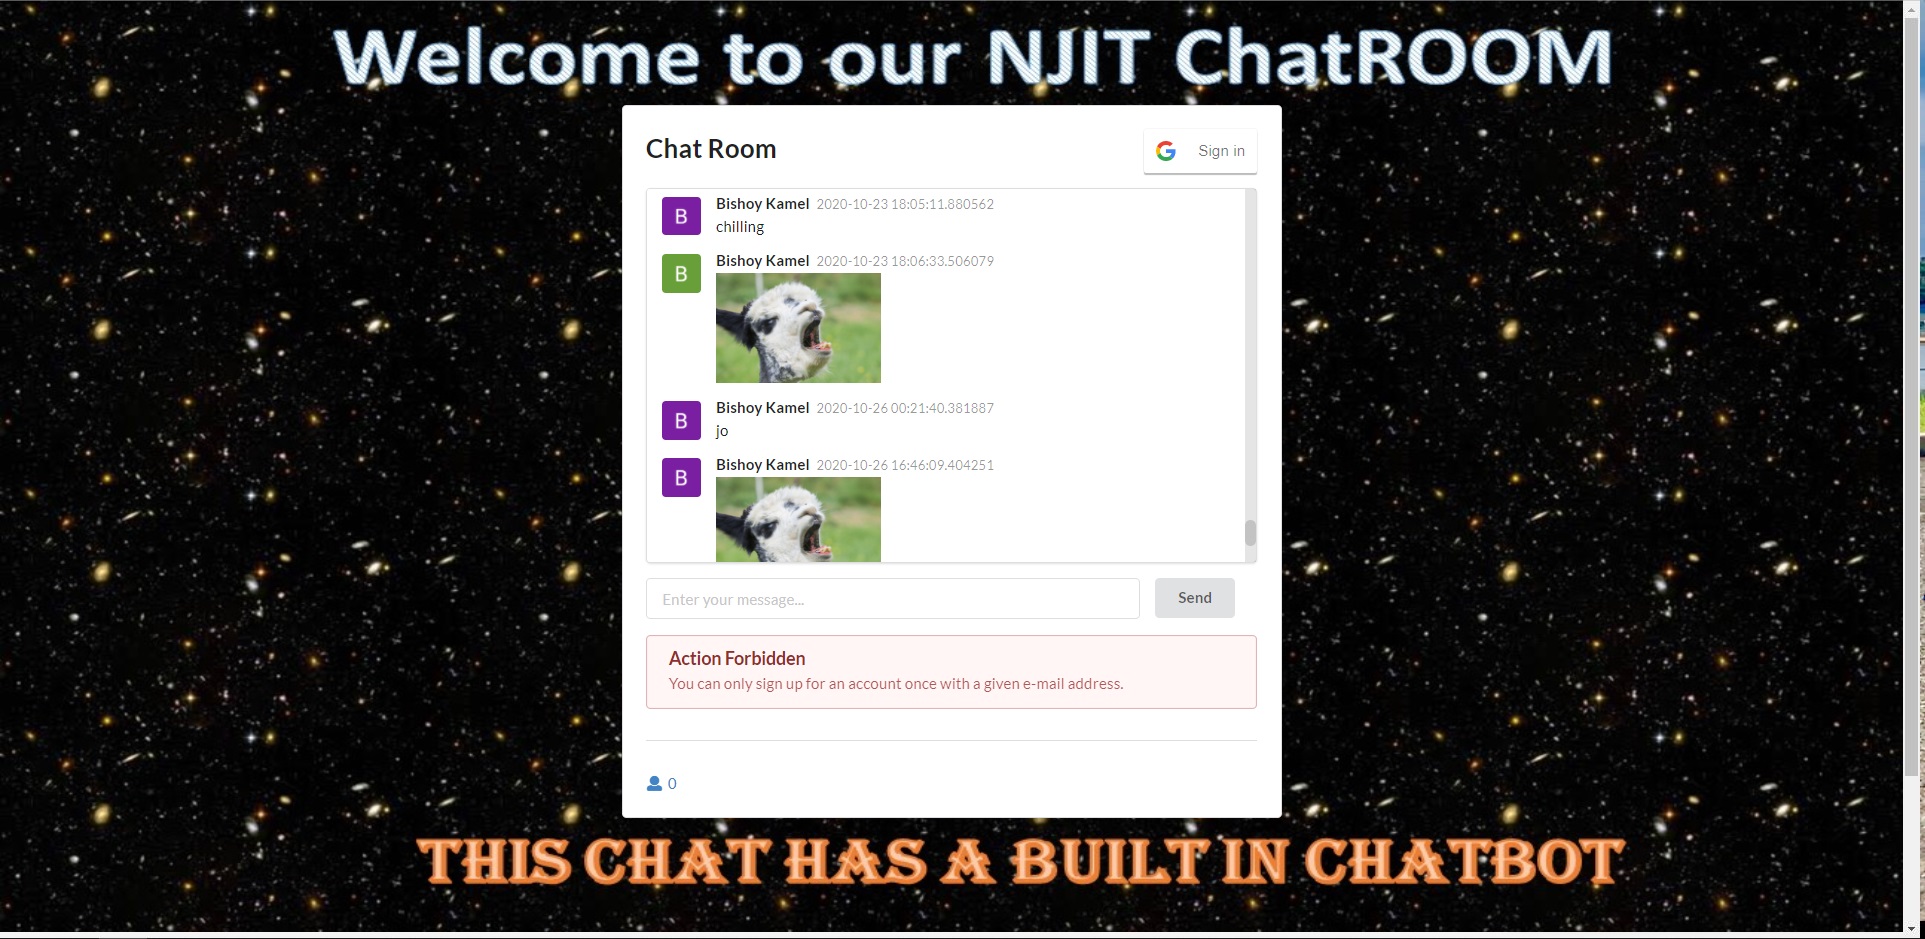 Welcome to our NJIT ChatROOM
Chat Room
Sign in
B
Bishoy Kamel 2020-10-23 18:05:11.880562
chilling
B
Bishoy Kamel 2020-10-23 18:06:33.506079
B
Bishoy Kamel 2020-10-26 00:21:40.381887
jo
B
Bishoy Kamel 2020-10-26 16:46:09.404251
Enter your message...
Send
Action Forbidden
You can only sign up for an account once with a given e-mail address.
0
THIS CHAT HAS A BUILT IN CHATBOT